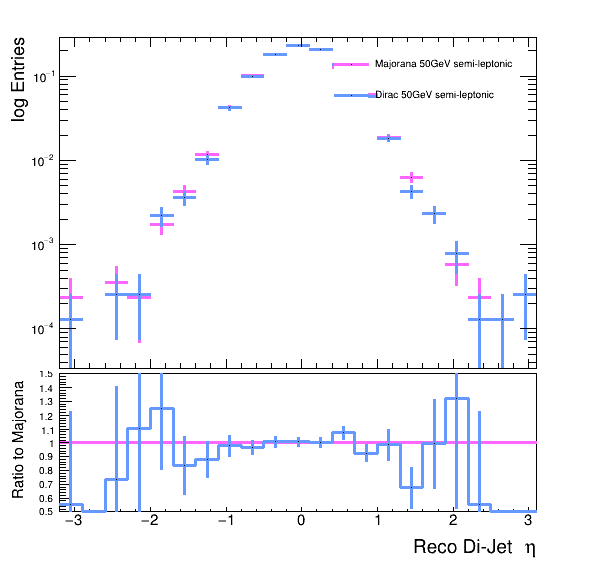 log Entries
10⁻¹
10⁻²
10⁻³
10⁻⁴
Majorana 50GeV semi-leptonic
Dirac 50GeV semi-leptonic
Ratio to Majorana
1.5
1.4
1.3
1.2
1.1
1
0.9
0.8
0.7
0.6
0.5
−3 −2 −1 0 1 2 3
Reco Di-Jet η